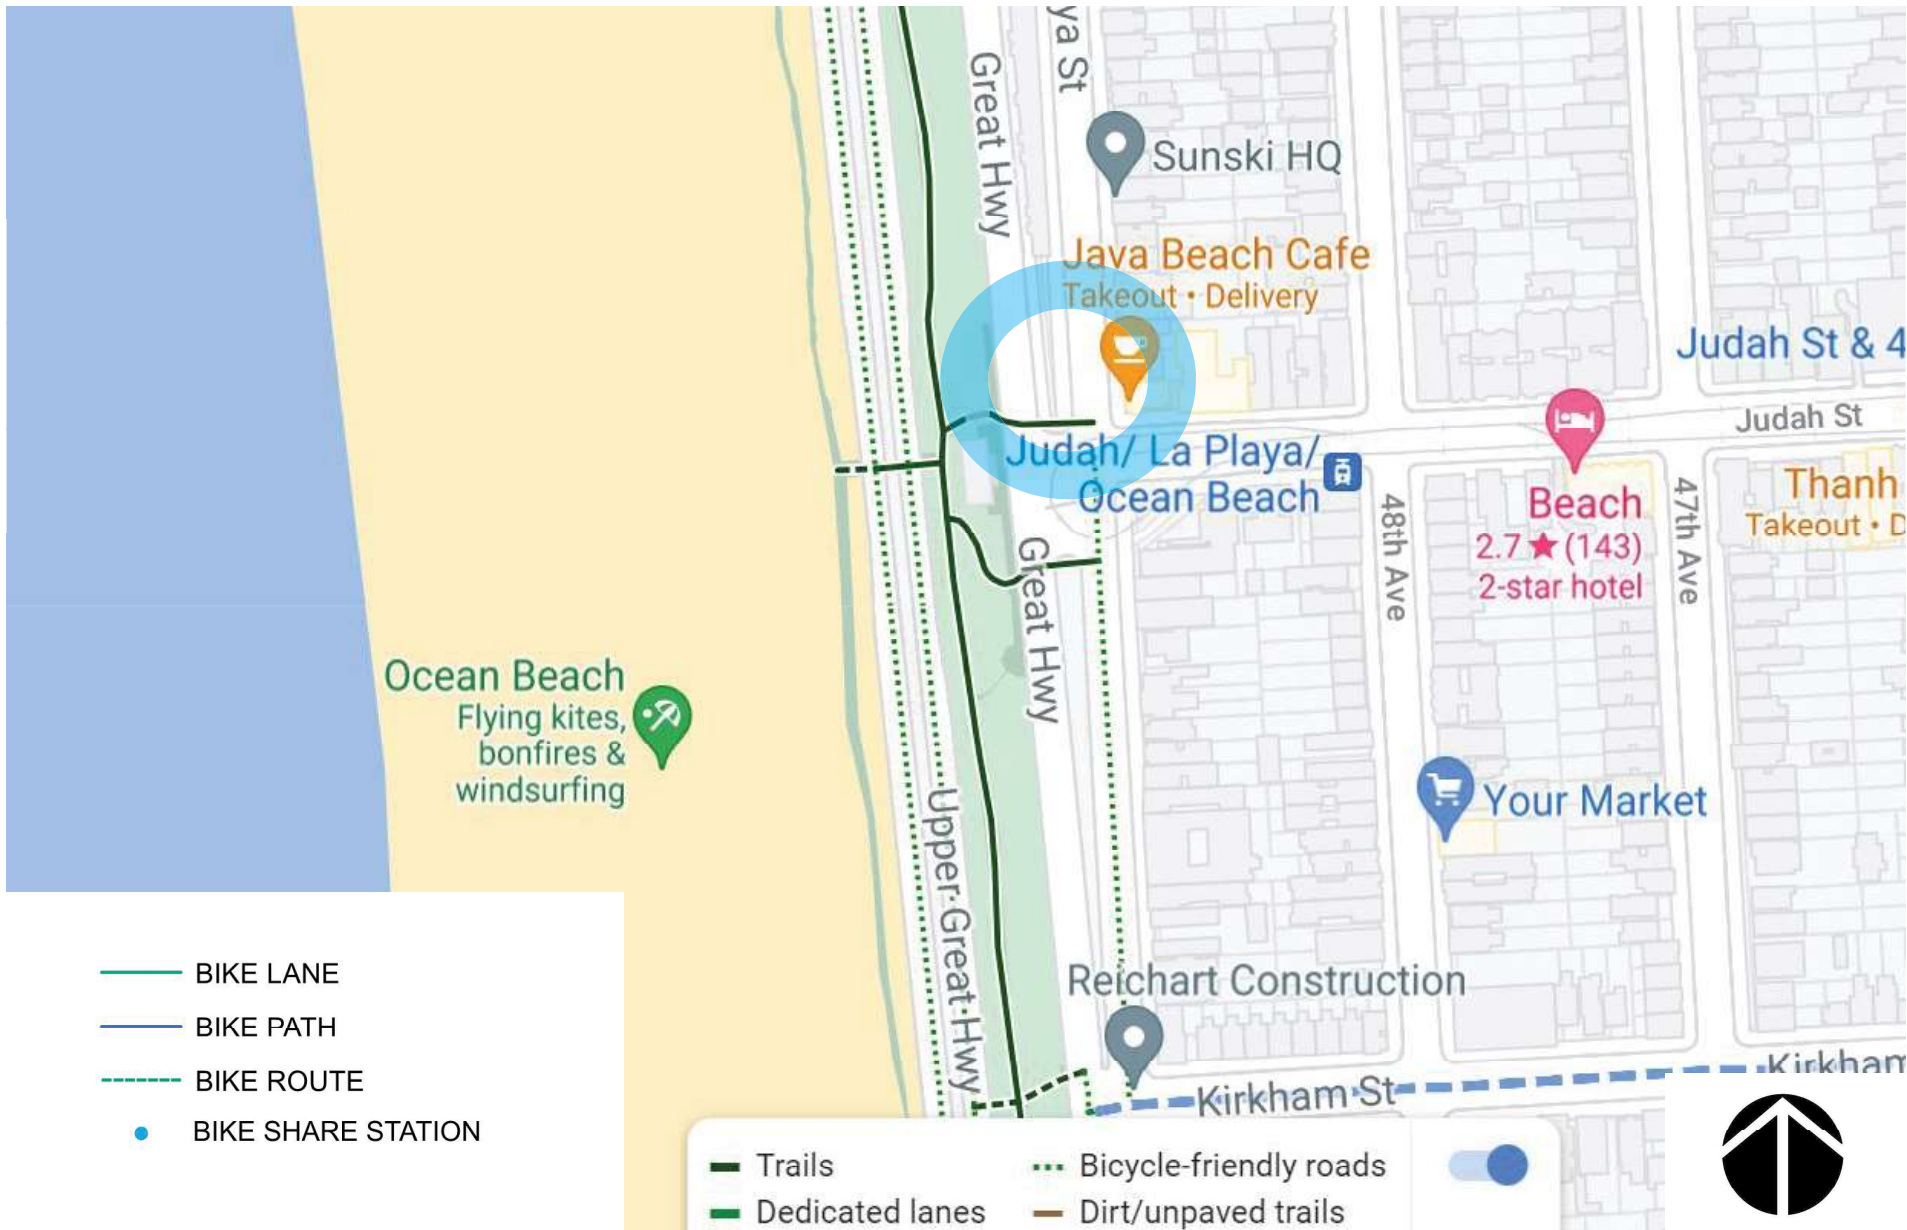 ya St
Great Hwy
Sunski HQ
Java Beach Cafe
Takeout • Delivery
Judah St & 4
Judah St
Judah/ La Playa/
Ocean Beach
Beach
2.7 ★ (143)
2-star hotel
48th Ave
47th Ave
Thanh
Takeout • D
Great Hwy
Ocean Beach
Flying kites,
bonfires &
windsurfing
Your Market
Upper Great Hwy
Reichart Construction
Kirkham St
Kirkham
BIKE LANE
BIKE PATH
BIKE ROUTE
BIKE SHARE STATION
Trails
Bicycle-friendly roads
Dedicated lanes
Dirt/unpaved trails